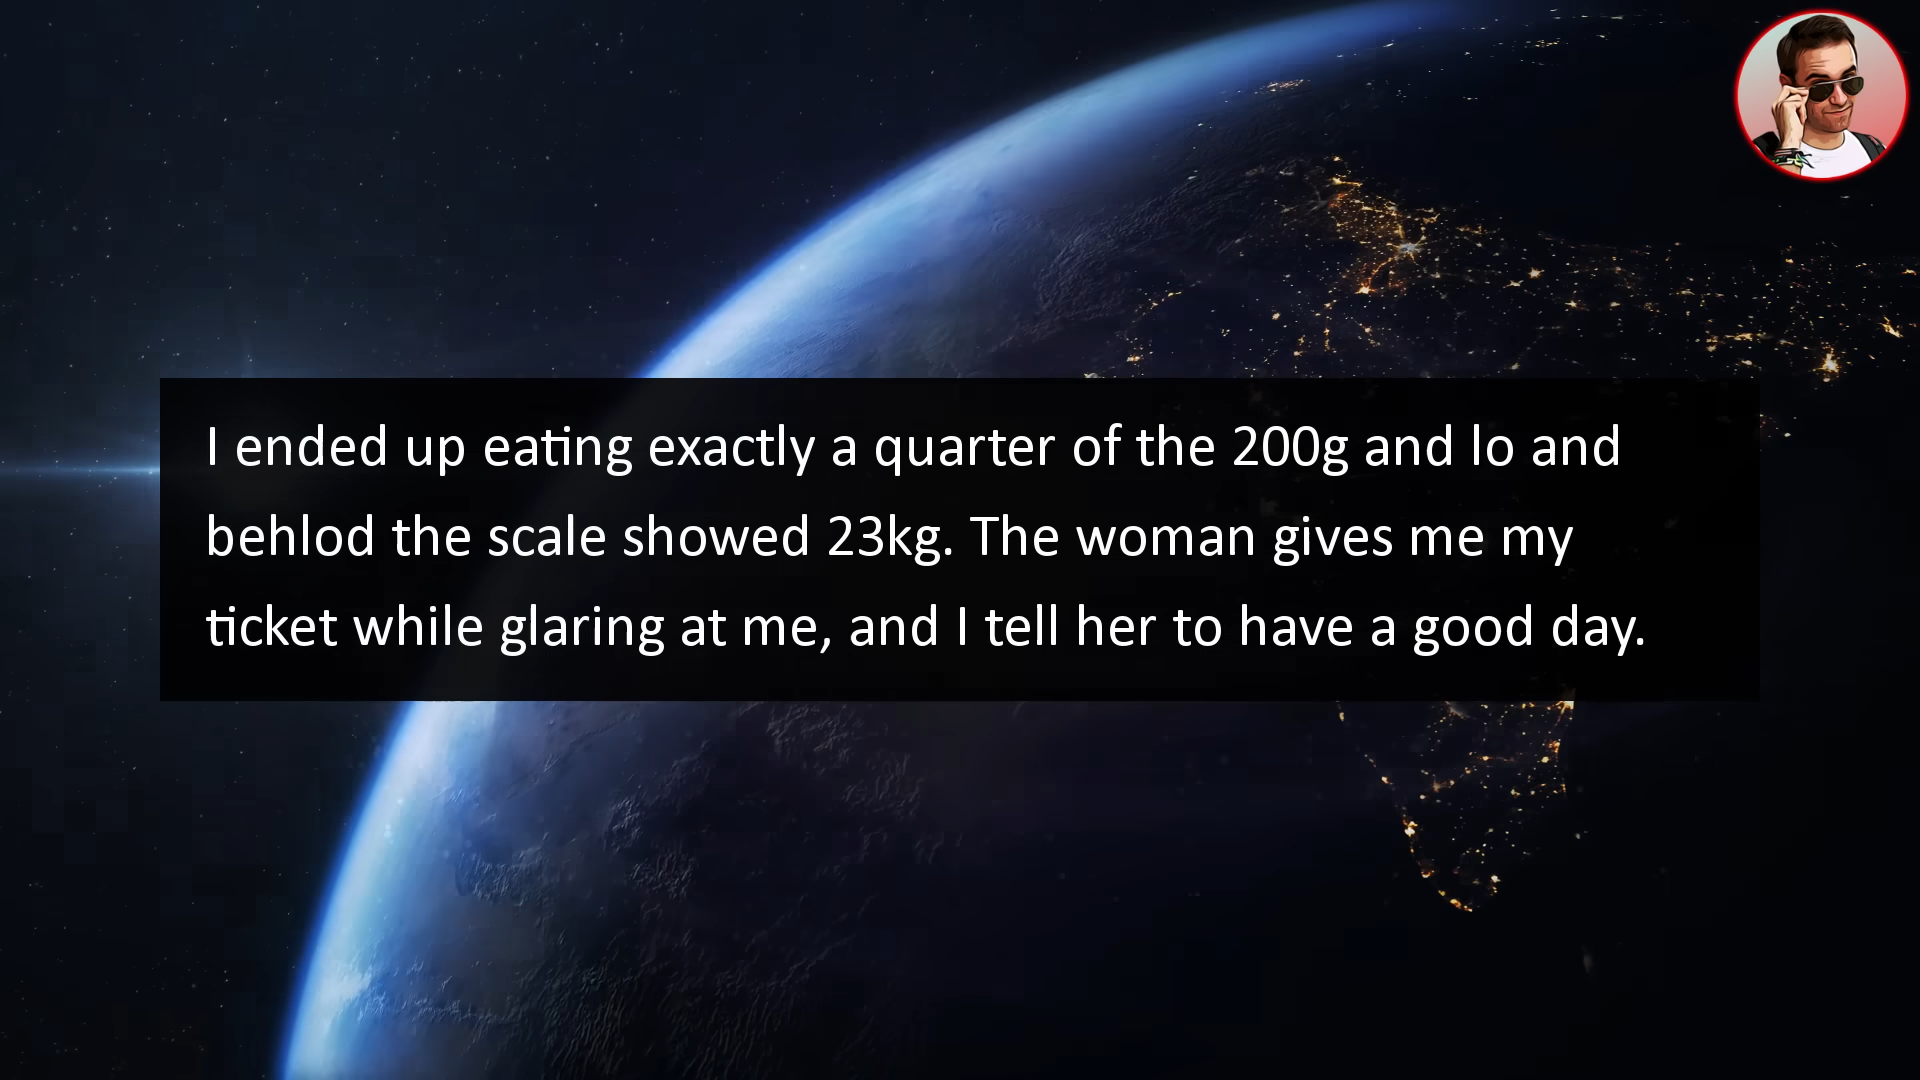 I ended up eating exactly a quarter of the 200g and lo and
behlod the scale showed 23kg. The woman gives me my
ticket while glaring at me, and I tell her to have a good day.